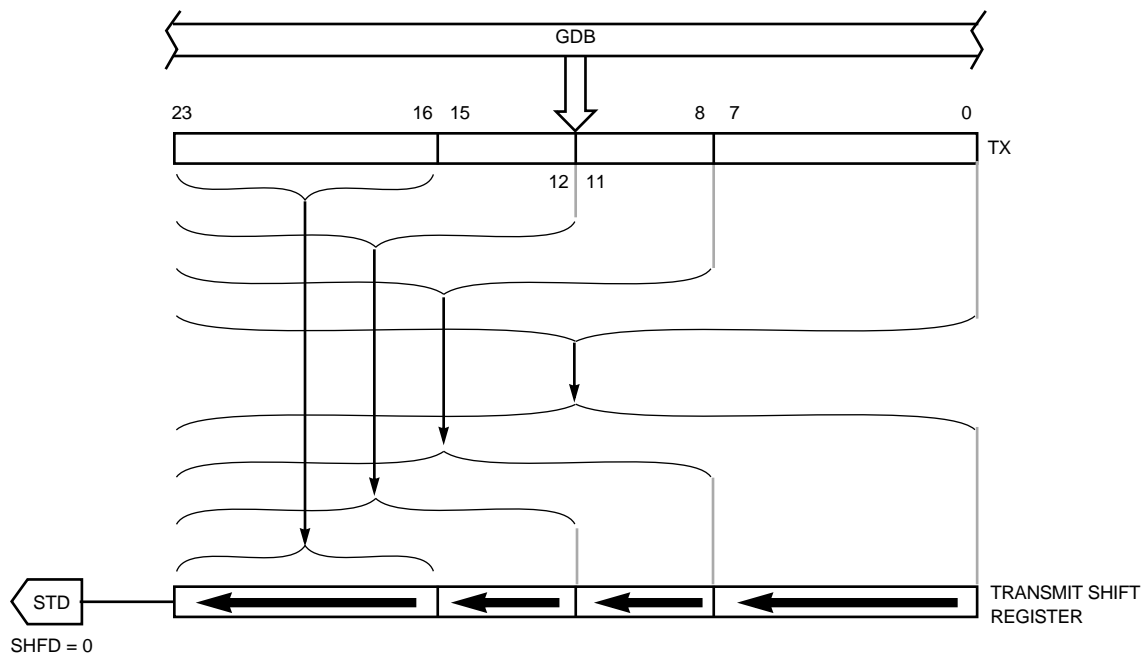 GDB
23 16 15 8 7 0
TX
12 11
STD
TRANSMIT SHIFT
REGISTER
SHFD = 0